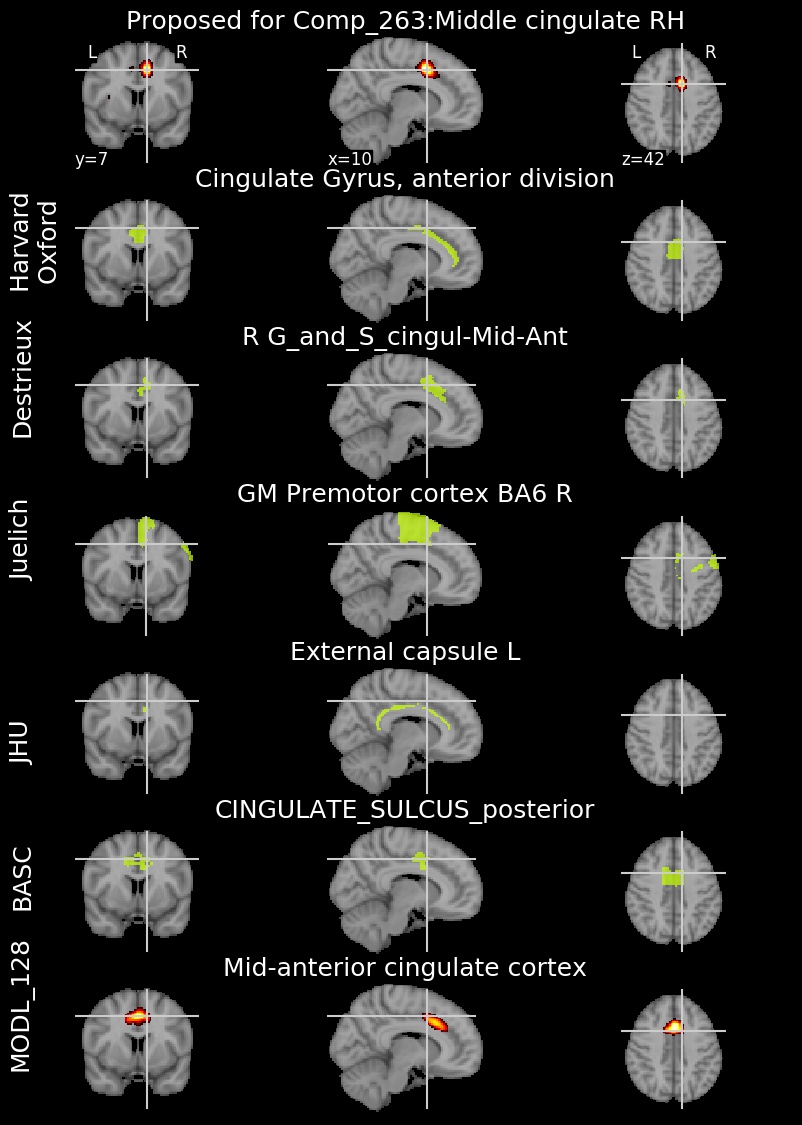 Proposed for Comp_263:Middle cingulate RH
L R
L R
y=7
x=10
z=42
Cingulate Gyrus, anterior division
Harvard
Oxford
R G_and_S_cingul-Mid-Ant
Destrieux
GM Premotor cortex BA6 R
Juelich
External capsule L
JHU
CINGULATE_SULCUS_posterior
BASC
Mid-anterior cingulate cortex
MODL_128